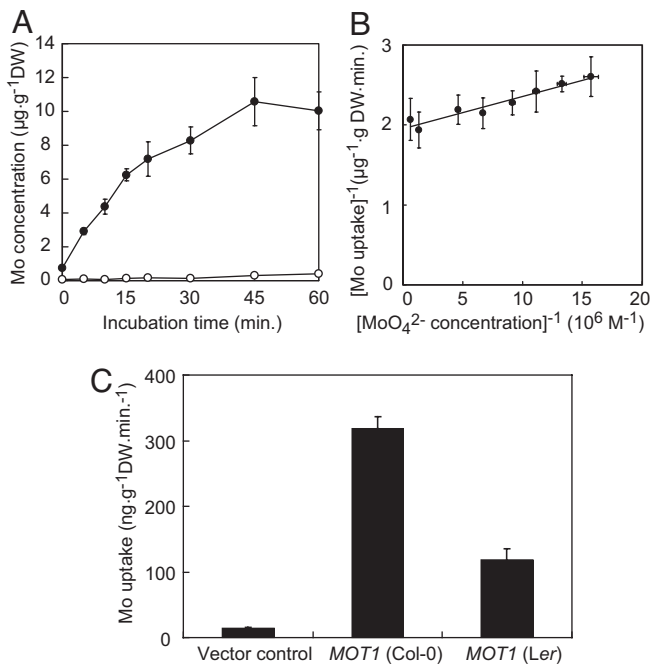 A
Mo concentration (µg·g⁻¹DW)
14
12
10
8
6
4
2
0
0 15 30 45 60
Incubation time (min.)
B
[Mo uptake]⁻¹(µg⁻¹·g DW·min.)
3
2
1
0
0 5 10 15 20
[MoO₄²⁻ concentration]⁻¹ (10⁶ M⁻¹)
C
Mo uptake (ng·g⁻¹DW.min.⁻¹)
400
300
200
100
0
Vector control MOT1 (Col-0) MOT1 (Ler)